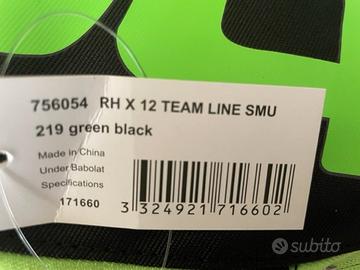 756054 RH X 12 TEAM LINE SMU
219 green black
Made in China
Under Babolat
Specifications
171660
3 324921 716602
subito